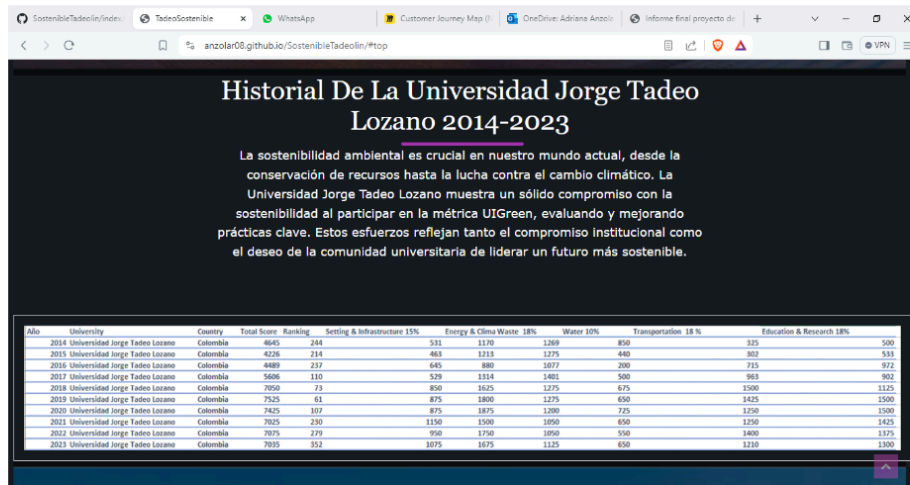 SostenibleTadeolin/index.
TadeoSostenible
WhatsApp
Customer Journey Map (
OneDrive: Adriana Anzola
Informe final proyecto de
anzolar08.github.io/SostenibleTadeolin/#top
VPN
Historial De La Universidad Jorge Tadeo
Lozano 2014-2023
La sostenibilidad ambiental es crucial en nuestro mundo actual, desde la
conservación de recursos hasta la lucha contra el cambio climático. La
Universidad Jorge Tadeo Lozano muestra un sólido compromiso con la
sostenibilidad al participar en la métrica UIGreen, evaluando y mejorando
prácticas clave. Estos esfuerzos reflejan tanto el compromiso institucional como
el deseo de la comunidad universitaria de liderar un futuro más sostenible.
Año University Country Total Score Ranking Setting & Infrastructure 15% Energy & Clima Waste 18% Water 10% Transportation 18 % Education & Research 18%
2014 Universidad Jorge Tadeo Lozano Colombia 4645 244 531 1170 1269 850 325 500
2015 Universidad Jorge Tadeo Lozano Colombia 4226 214 463 1213 1275 440 302 533
2016 Universidad Jorge Tadeo Lozano Colombia 4489 237 645 880 1077 200 715 972
2017 Universidad Jorge Tadeo Lozano Colombia 5606 110 529 1314 1401 500 963 902
2018 Universidad Jorge Tadeo Lozano Colombia 7050 73 850 1625 1275 675 1500 1125
2019 Universidad Jorge Tadeo Lozano Colombia 7525 61 875 1800 1275 650 1425 1500
2020 Universidad Jorge Tadeo Lozano Colombia 7425 107 875 1875 1200 725 1250 1500
2021 Universidad Jorge Tadeo Lozano Colombia 7025 230 1150 1500 1050 650 1250 1425
2022 Universidad Jorge Tadeo Lozano Colombia 7075 279 950 1750 1050 550 1400 1375
2023 Universidad Jorge Tadeo Lozano Colombia 7035 352 1075 1675 1125 650 1210 1300